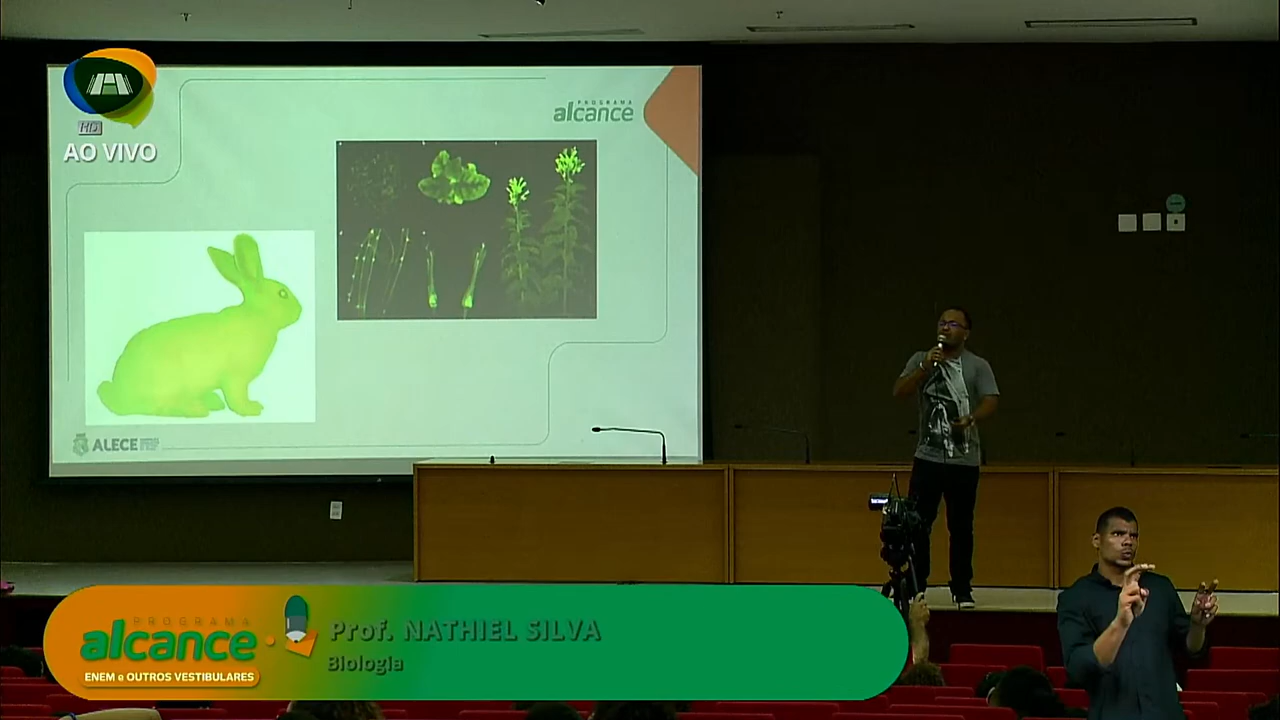 HD
AO VIVO
PROGRAMA
alcance
ALECE
PROGRAMA
alcance
ENEM e OUTROS VESTIBULARES
Prof. NATHIEL SILVA
Biologia